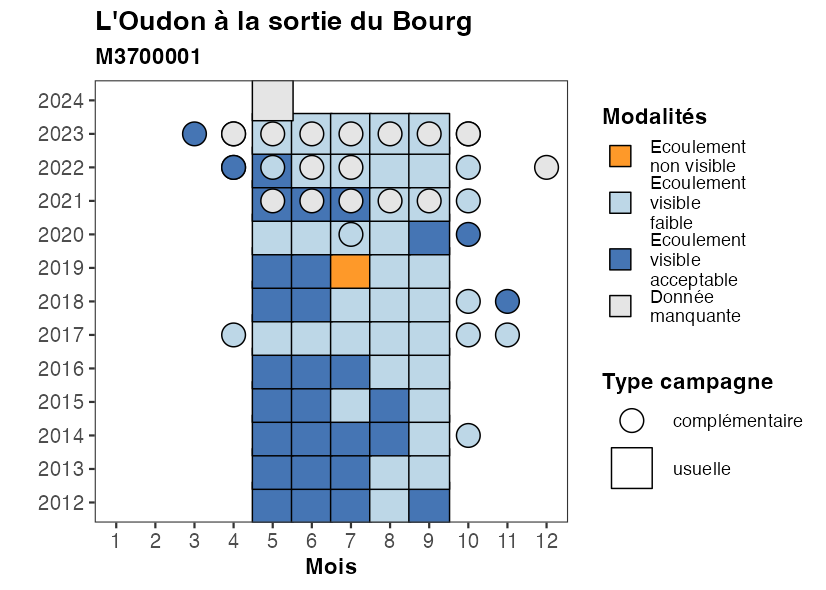 L'Oudon à la sortie du Bourg
M3700001
2024
2023
2022
2021
2020
2019
2018
2017
2016
2015
2014
2013
2012
1 2 3 4 5 6 7 8 9 10 11 12
Mois
Modalités
Ecoulement
non visible
Ecoulement
visible
faible
Ecoulement
visible
acceptable
Donnée
manquante
Type campagne
complémentaire
usuelle